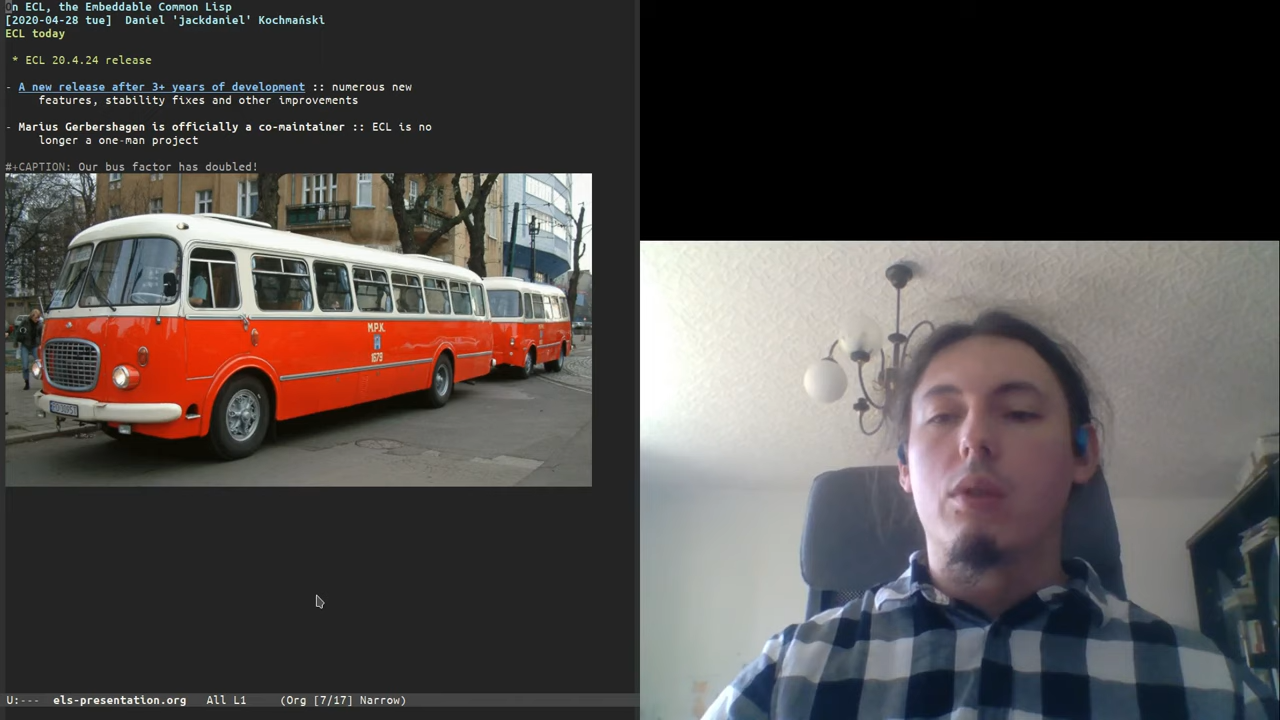 On ECL, the Embeddable Common Lisp
[2020-04-28 tue]  Daniel 'jackdaniel' Kochmański
ECL today
* ECL 20.4.24 release
- A new release after 3+ years of development :: numerous new
features, stability fixes and other improvements
- Marius Gerbershagen is officially a co-maintainer :: ECL is no
longer a one-man project
#+CAPTION: Our bus factor has doubled!
M.P.K.
1679
U:---  els-presentation.org   All L1     (Org [7/17] Narrow)